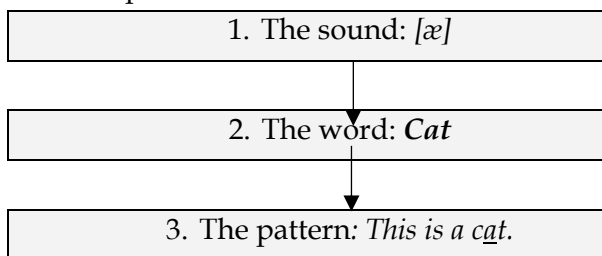 1. The sound: [æ]
2. The word: Cat
3. The pattern: This is a cat.